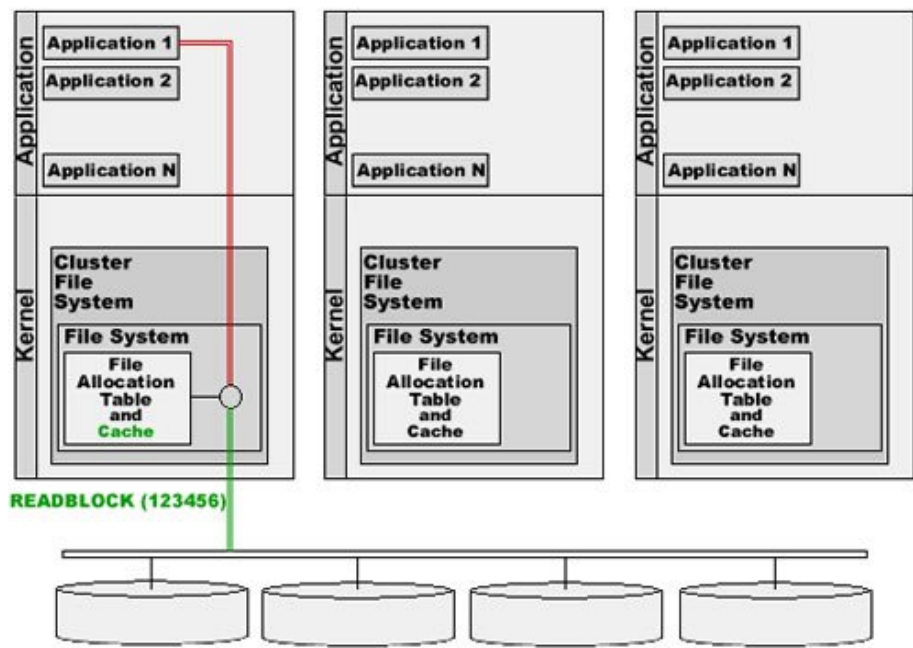 Application
Application 1
Application 2
Application N
Kernel
Cluster
File
System
File System
File
Allocation
Table
and
Cache
READBLOCK (123456)
Application
Application 1
Application 2
Application N
Kernel
Cluster
File
System
File System
File
Allocation
Table
and
Cache
Application
Application 1
Application 2
Application N
Kernel
Cluster
File
System
File System
File
Allocation
Table
and
Cache